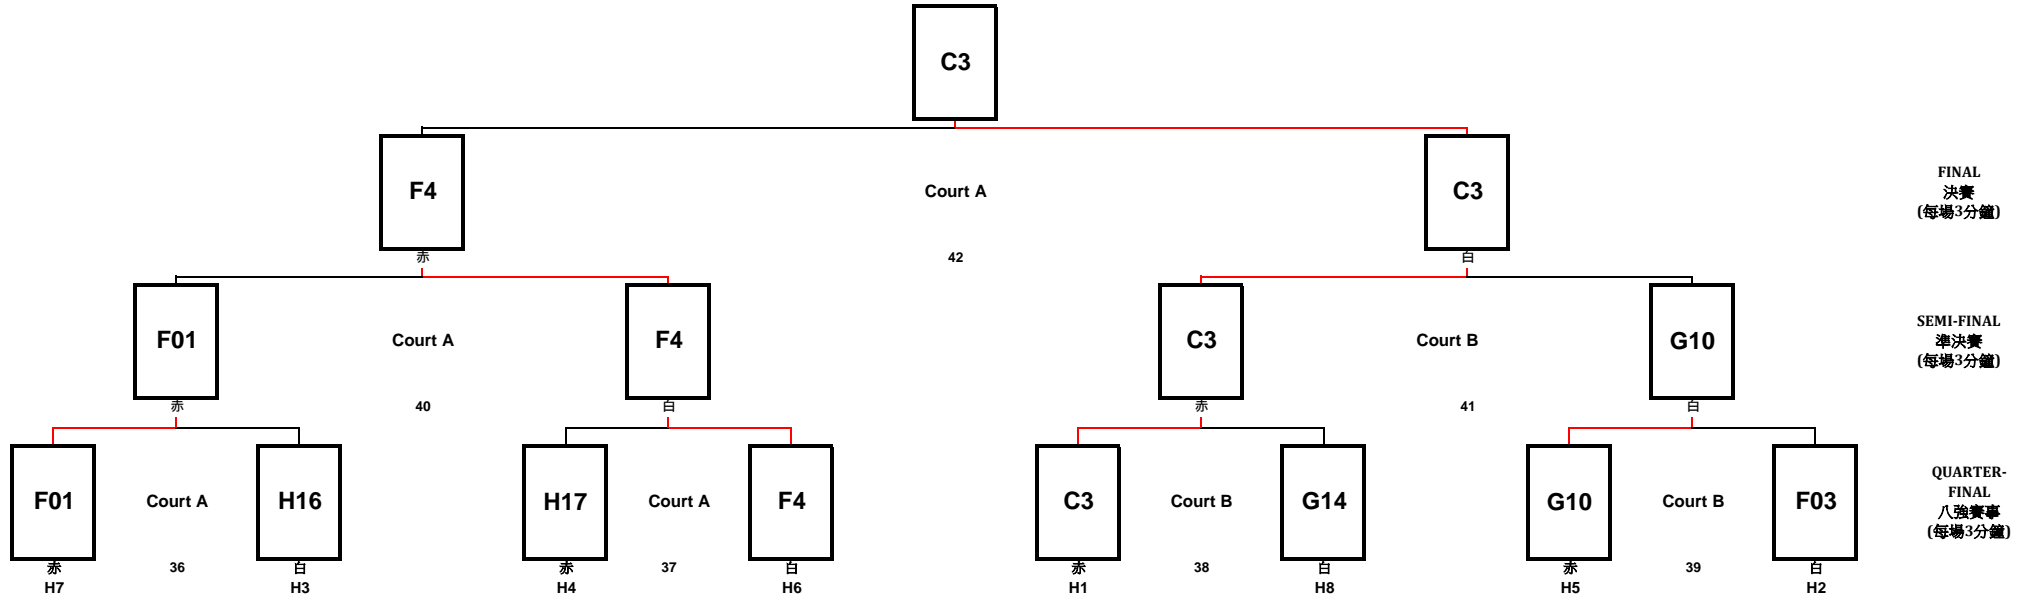 C3
F4
Court A
C3
FINAL
決賽
(每場3分鐘)
赤
42
白
F01
Court A
F4
C3
Court B
G10
SEMI-FINAL
準決賽
(每場3分鐘)
赤
40
白
赤
41
白
F01
Court A
H16
H17
Court A
F4
C3
Court B
G14
G10
Court B
F03
QUARTER-
FINAL
八強賽事
(每場3分鐘)
赤
36
白
赤
37
白
赤
38
白
赤
39
白
H7
H3
H4
H6
H1
H8
H5
H2